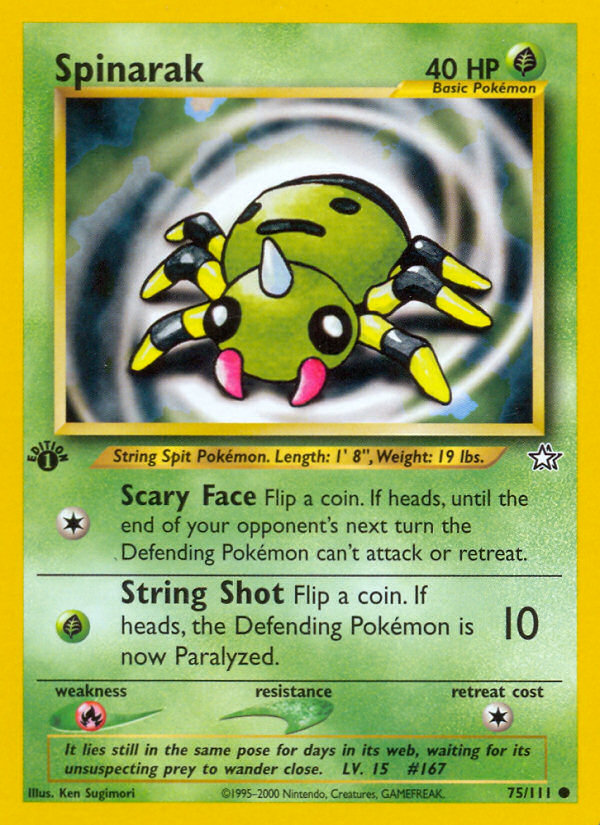 Spinarak
40 HP
Basic Pokémon
EDITION
1
String Spit Pokémon. Length: 1' 8", Weight: 19 lbs.
Scary Face Flip a coin. If heads, until the
end of your opponent's next turn the
Defending Pokémon can't attack or retreat.
String Shot Flip a coin. If
heads, the Defending Pokémon is
now Paralyzed.
10
weakness
resistance
retreat cost
It lies still in the same pose for days in its web, waiting for its
unsuspecting prey to wander close. LV. 15 #167
Illus. Ken Sugimori
©1995-2000 Nintendo, Creatures, GAMEFREAK.
75/111